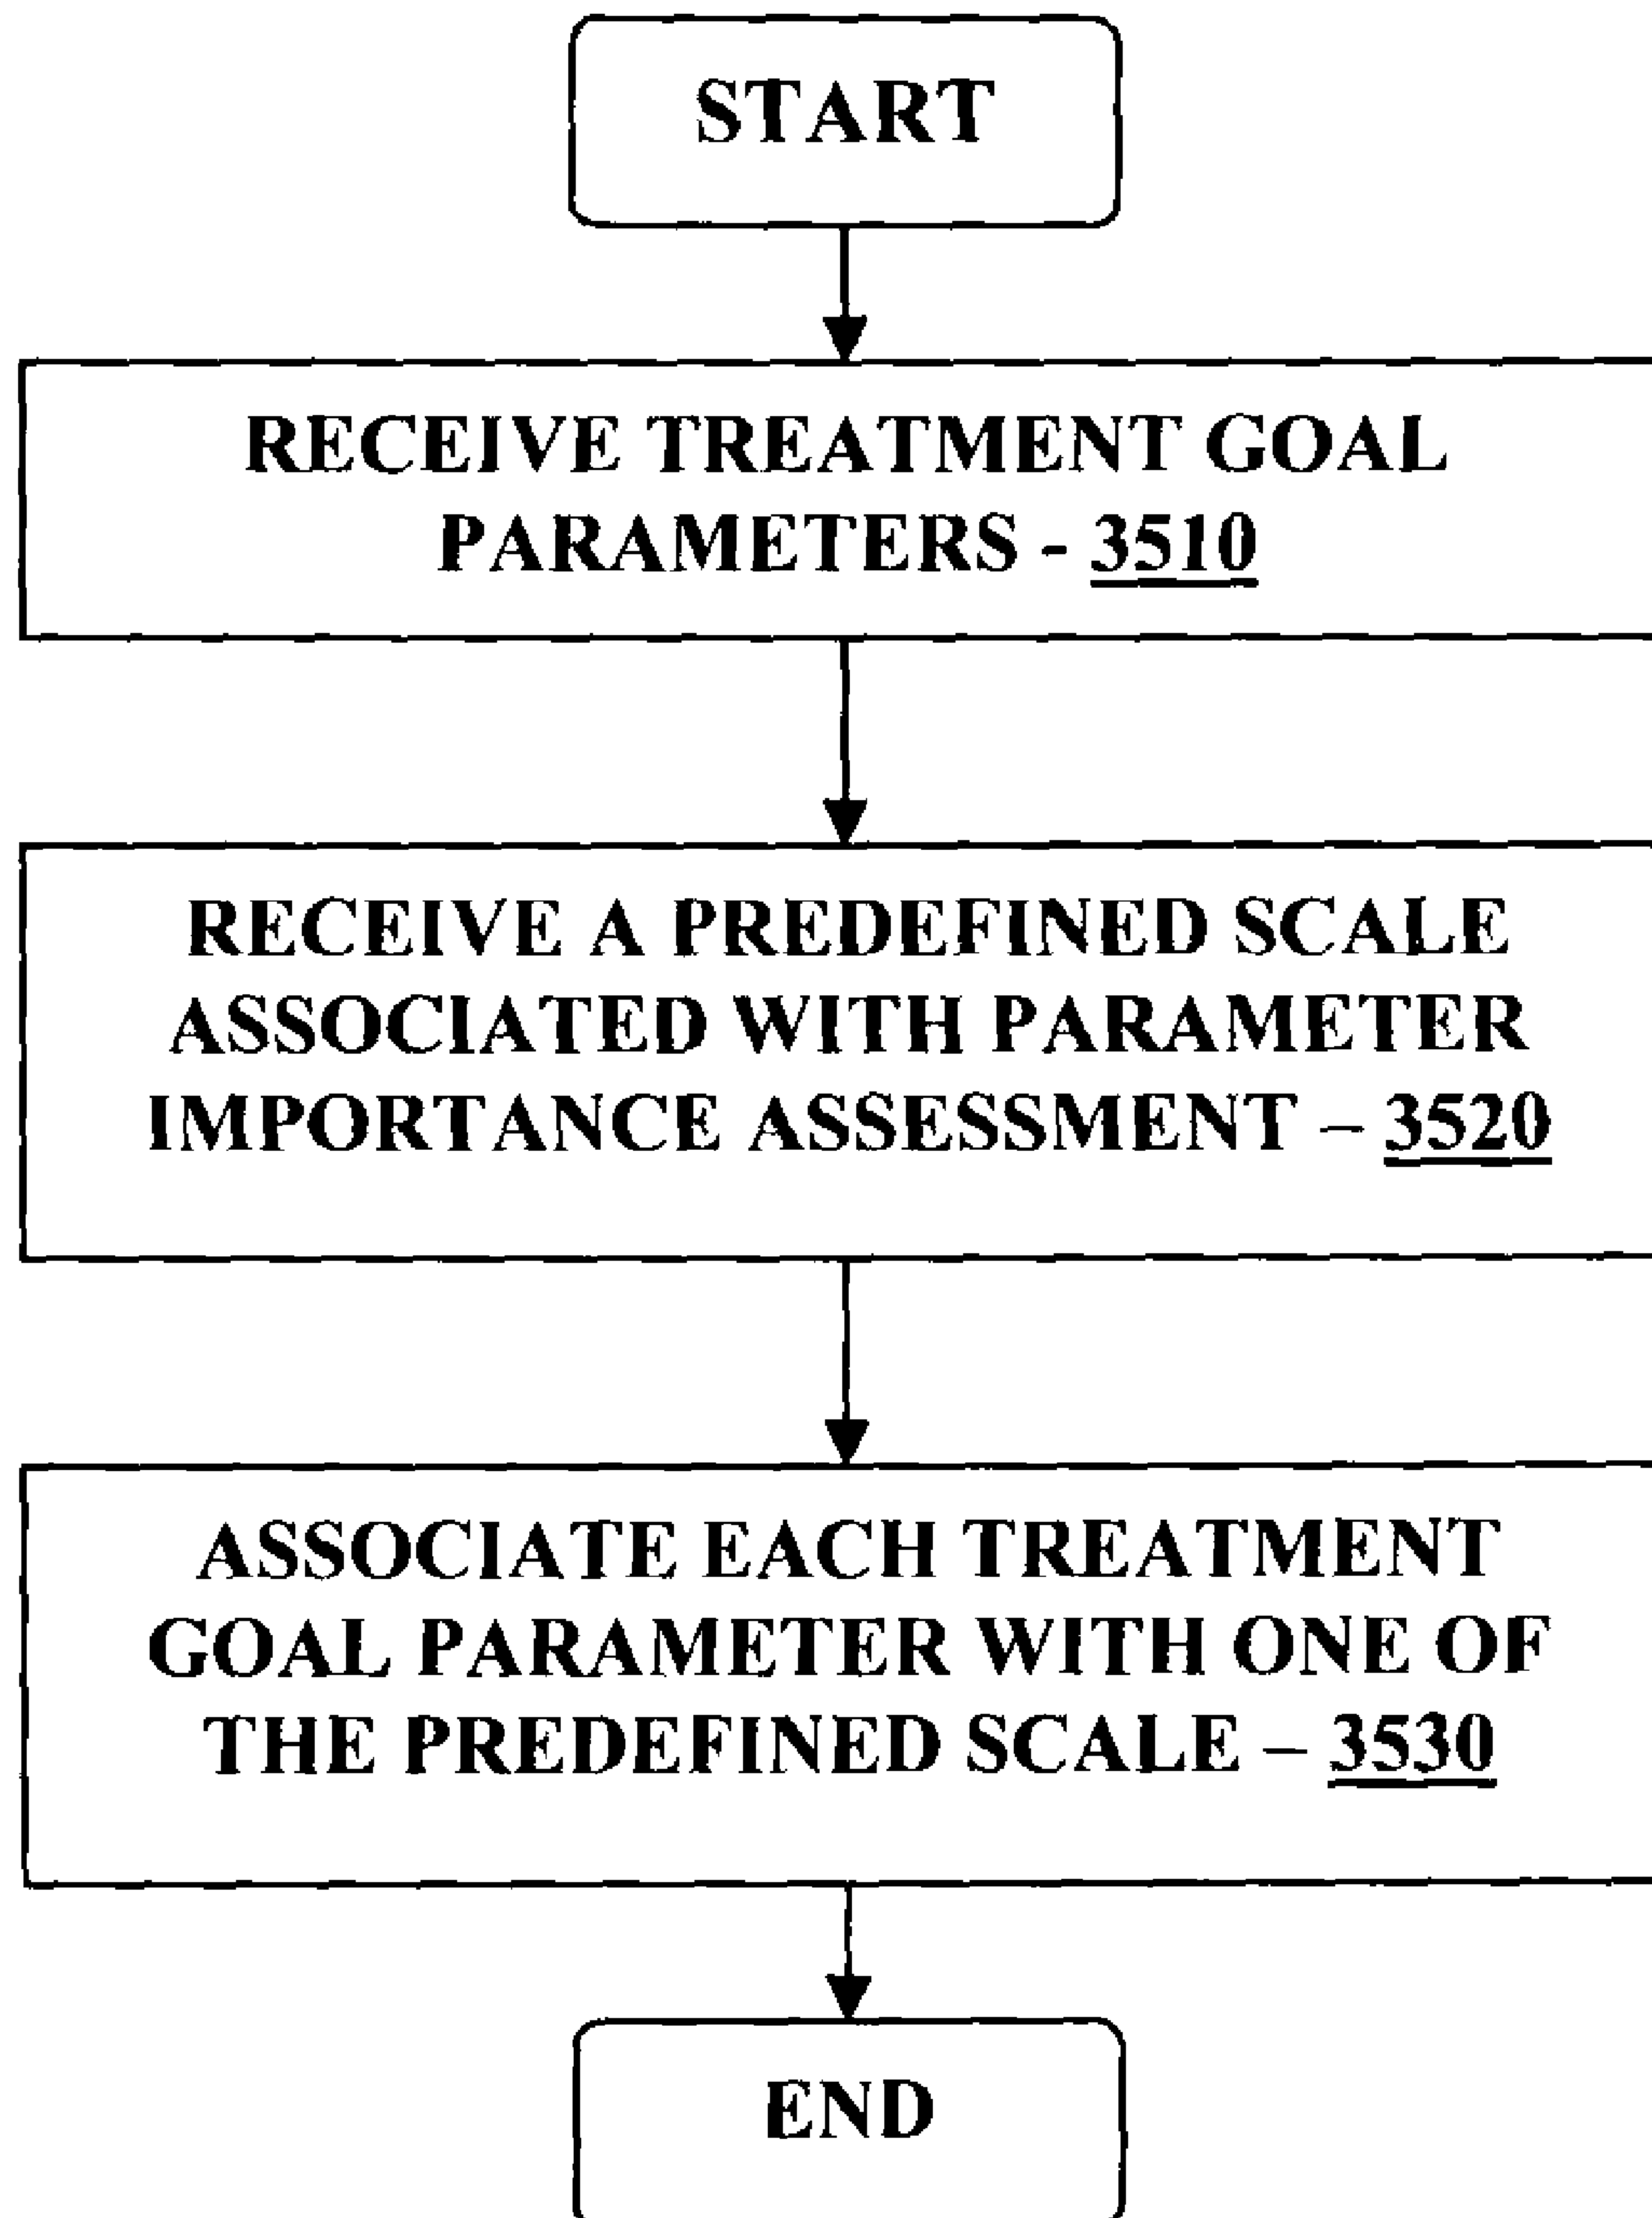 START
RECEIVE TREATMENT GOAL
PARAMETERS - 3510
RECEIVE A PREDEFINED SCALE
ASSOCIATED WITH PARAMETER
IMPORTANCE ASSESSMENT – 3520
ASSOCIATE EACH TREATMENT
GOAL PARAMETER WITH ONE OF
THE PREDEFINED SCALE – 3530
END